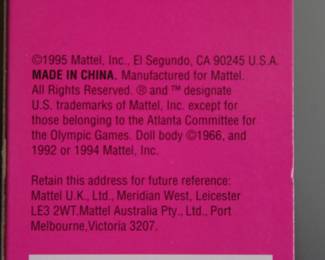 ©1995 Mattel, Inc., El Segundo, CA 90245 U.S.A.
MADE IN CHINA. Manufactured for Mattel.
All Rights Reserved. ® and ™ designate
U.S. trademarks of Mattel, Inc. except for
those belonging to the Atlanta Committee for
the Olympic Games. Doll body ©1966, and
1992 or 1994 Mattel, Inc.
Retain this address for future reference:
Mattel U.K., Ltd., Meridian West, Leicester
LE3 2WT.Mattel Australia Pty., Ltd., Port
Melbourne,Victoria 3207.